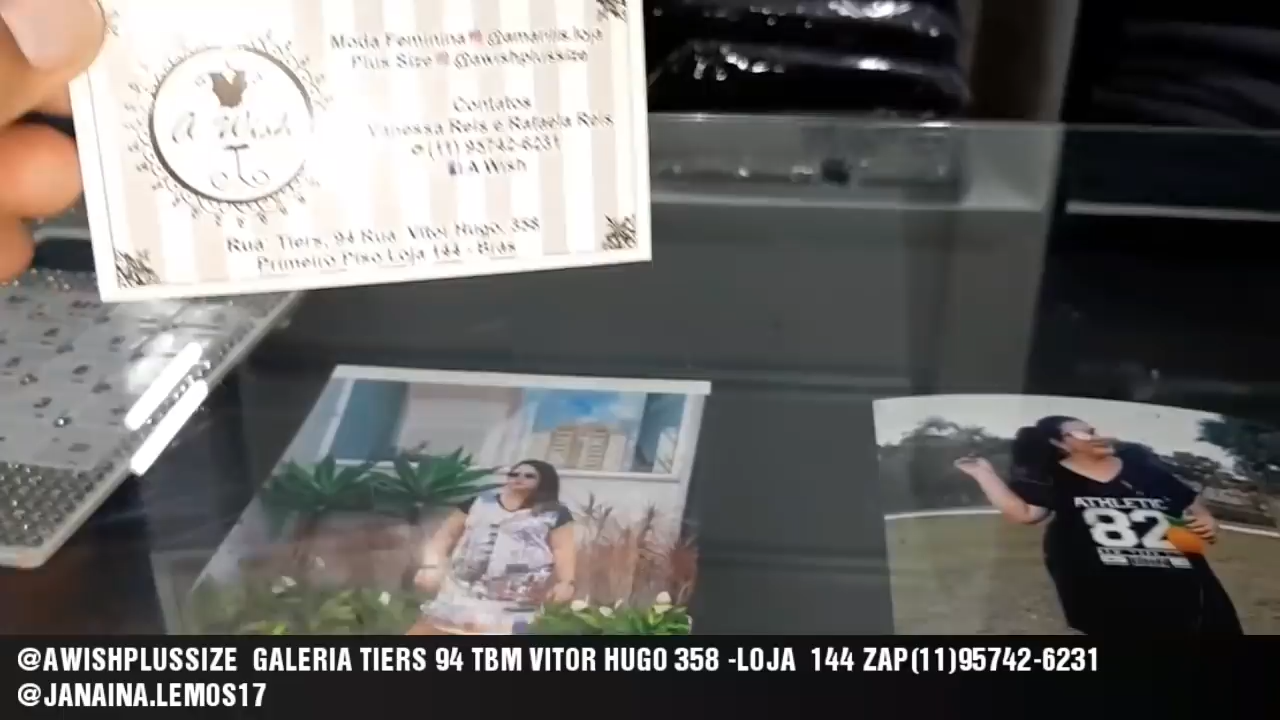 Moda Feminina @amarilis.loja
Plus Size @awishplussize
A Wish
Contatos
Vanessa Reis e Rafaela Reis
(11) 95742-6231
A Wish
Rua Tiers, 94 Rua Vitor Hugo, 358
Primeiro Piso Loja 144 - Brás
ATHLETIC
82
@AWISHPLUSSIZE GALERIA TIERS 94 TBM VITOR HUGO 358 -LOJA 144 ZAP(11)95742-6231
@JANAINA.LEMOS17